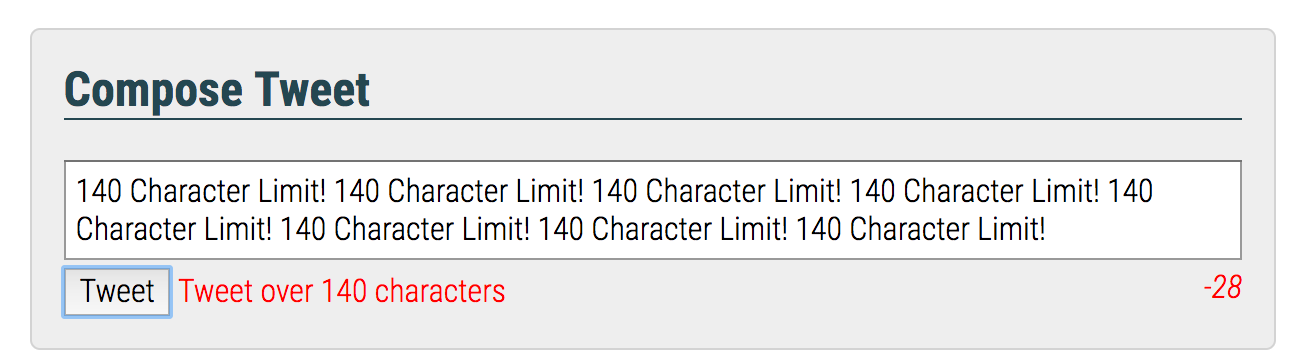 Compose Tweet
140 Character Limit! 140 Character Limit! 140 Character Limit! 140 Character Limit! 140
Character Limit! 140 Character Limit! 140 Character Limit! 140 Character Limit!
Tweet Tweet over 140 characters -28